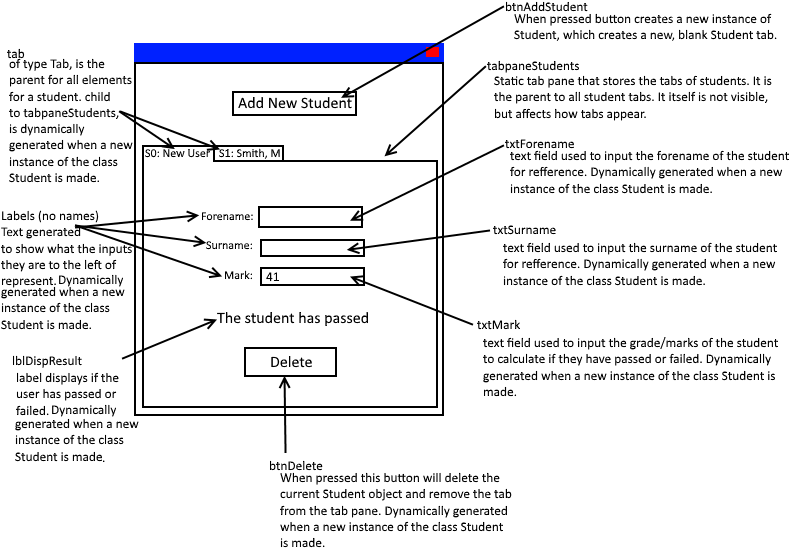 btnAddStudent
When pressed button creates a new instance of
Student, which creates a new, blank Student tab.
tab
of type Tab, is the
parent for all elements
for a student. child
to tabpaneStudents,
is dynamically
generated when a new
instance of the class
Student is made.
tabpaneStudents
Static tab pane that stores the tabs of students. It is
the parent to all student tabs. It itself is not visible,
but affects how tabs appear.
Add New Student
S0: New User
S1: Smith, M
txtForename
text field used to input the forename of the student
for refference. Dynamically generated when a new
instance of the class Student is made.
Labels (no names)
Text generated
to show what the inputs
they are to the left of
represent. Dynamically
generated when a new
instance of the class
Student is made.
Forename:
Surname:
Mark:
41
txtSurname
text field used to input the surname of the student
for refference. Dynamically generated when a new
instance of the class Student is made.
The student has passed
txtMark
text field used to input the grade/marks of the student
to calculate if they have passed or failed. Dynamically
generated when a new instance of the class Student is
made.
lblDispResult
label displays if the
user has passed or
failed. Dynamically
generated when a new
instance of the class
Student is made.
Delete
btnDelete
When pressed this button will delete the
current Student object and remove the tab
from the tab pane. Dynamically generated
when a new instance of the class Student
is made.